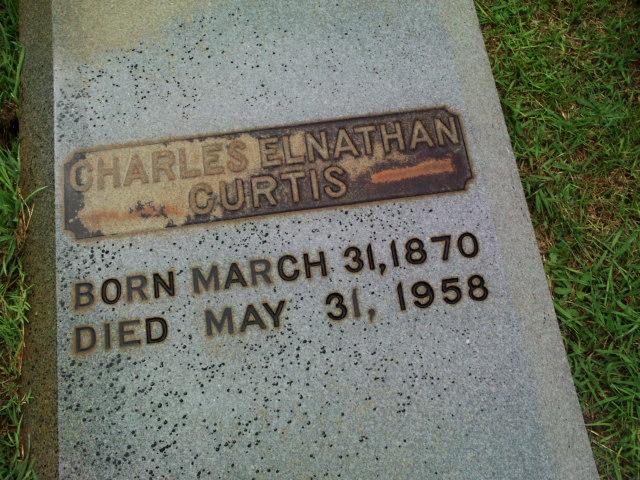 CHARLES ELNATHAN
CURTIS
BORN MARCH 31, 1870
DIED MAY 31, 1958